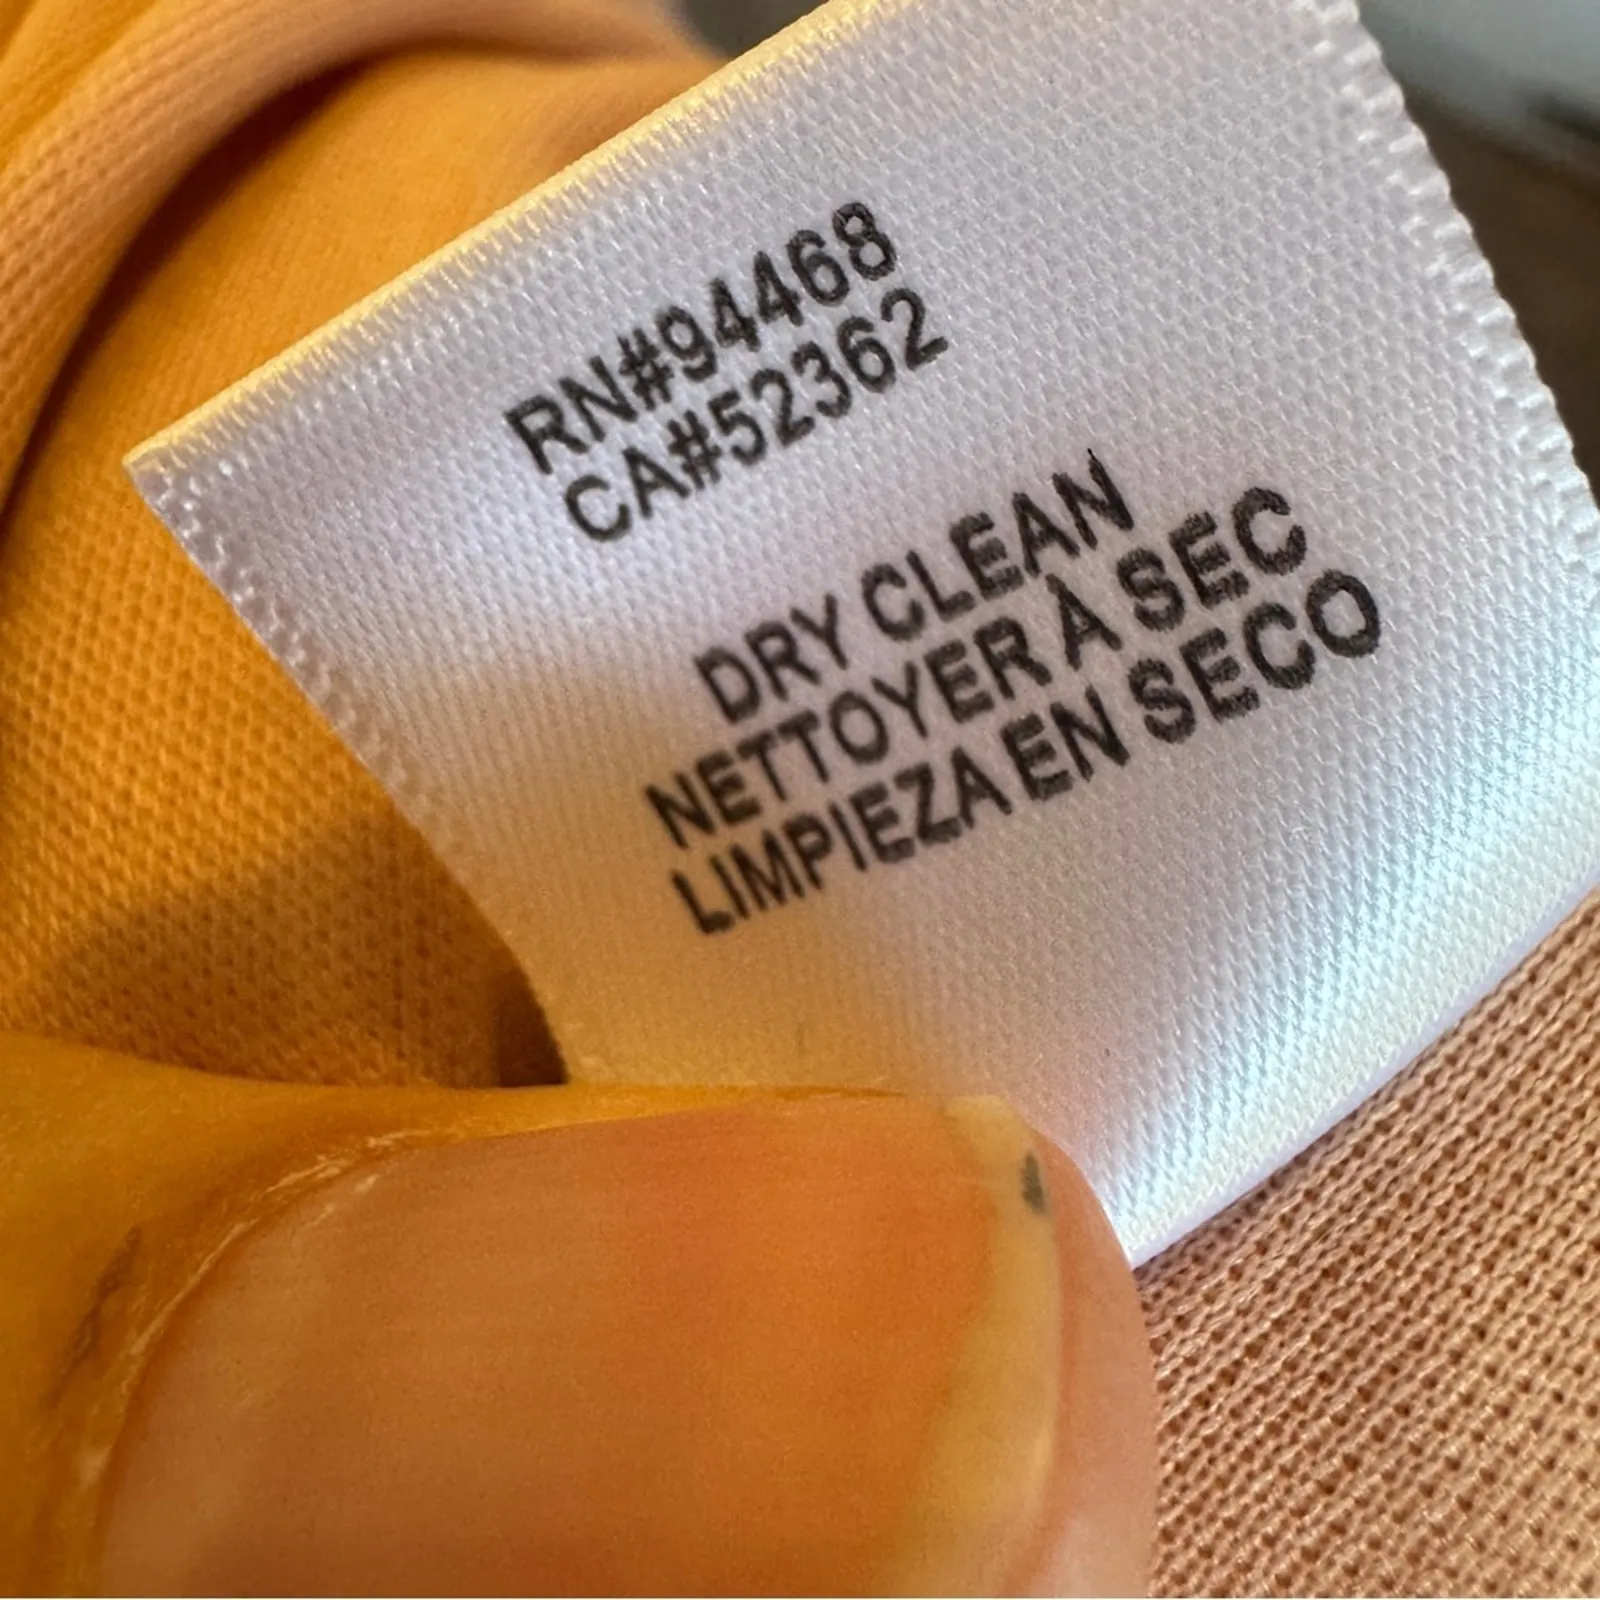 RN#94468
CA#52362
DRY CLEAN
NETTOYER À SEC
LIMPIEZA EN SECO